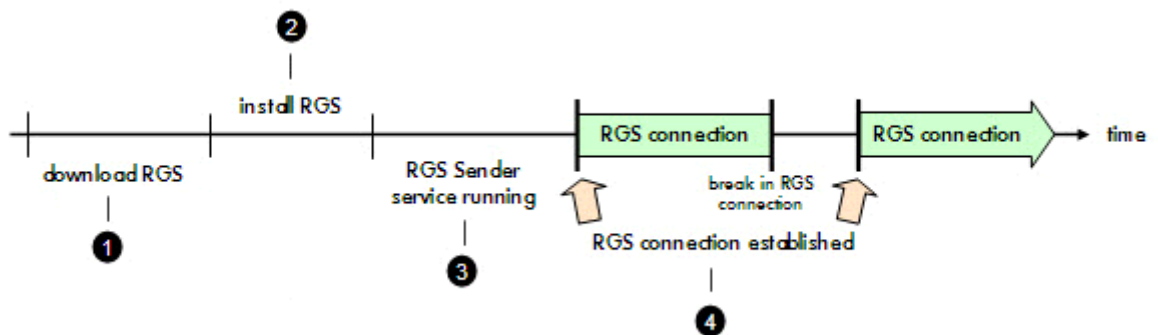 2
install RGS
RGS connection
RGS connection
time
download RGS
RGS Sender
service running
break in RGS
connection
RGS connection established
1
3
4